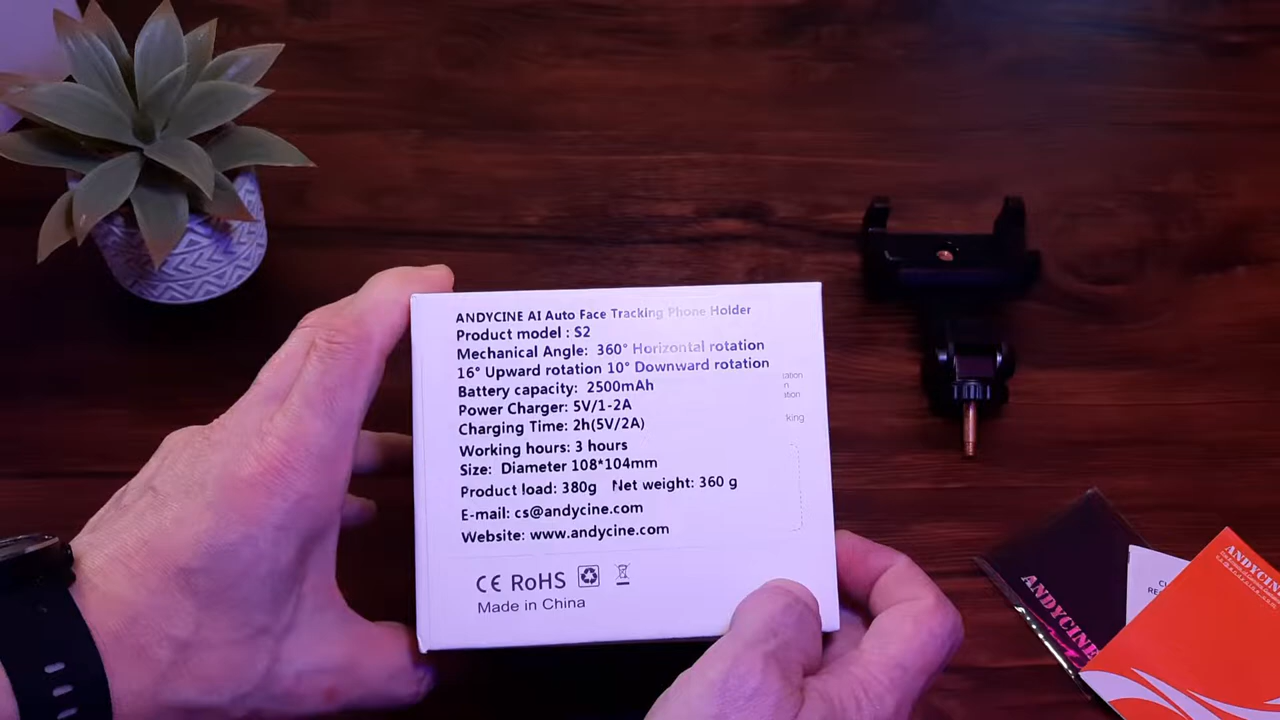 ANDYCINE AI Auto Face Tracking Phone Holder
Product model : S2
Mechanical Angle: 360° Horizontal rotation
16° Upward rotation 10° Downward rotation
Battery capacity: 2500mAh
Power Charger: 5V/1-2A
Charging Time: 2h(5V/2A)
Working hours: 3 hours
Size: Diameter 108*104mm
Product load: 380g Net weight: 360 g
E-mail: cs@andycine.com
Website: www.andycine.com
CE RoHS
Made in China
ANDYCINE
ANDYCINE